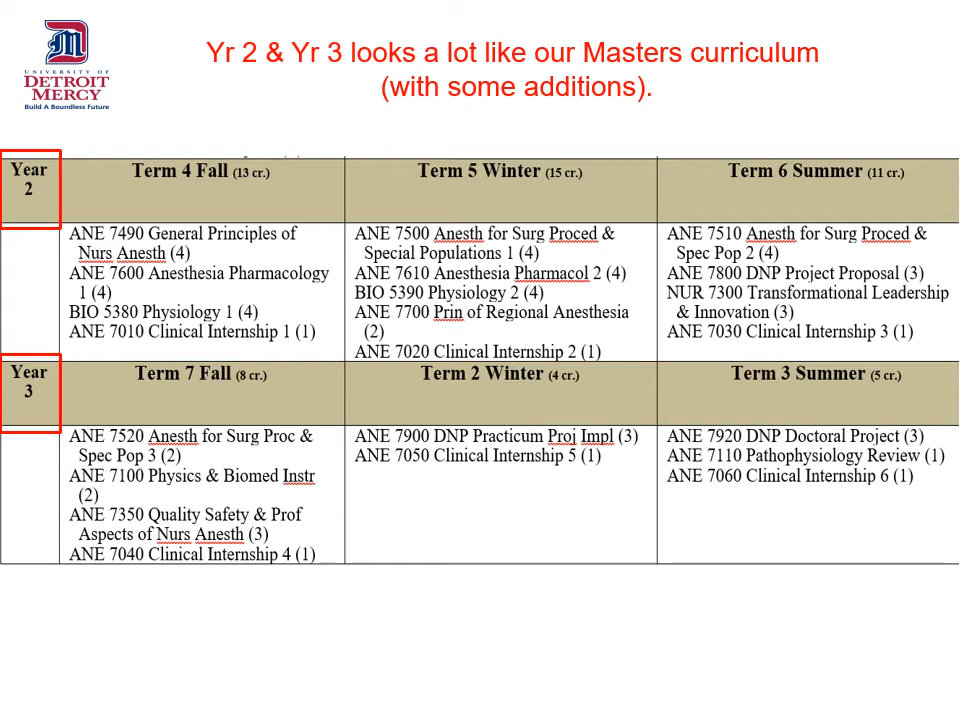 UNIVERSITY OF
DETROIT
MERCY
Build A Boundless Future
Yr 2 & Yr 3 looks a lot like our Masters curriculum
(with some additions).
Year
2
Term 4 Fall (13 cr.)
Term 5 Winter (15 cr.)
Term 6 Summer (11 cr.)
ANE 7490 General Principles of
Nurs Anesth (4)
ANE 7600 Anesthesia Pharmacology
1 (4)
BIO 5380 Physiology 1 (4)
ANE 7010 Clinical Internship 1 (1)
ANE 7500 Anesth for Surg Proced &
Special Populations 1 (4)
ANE 7610 Anesthesia Pharmacol 2 (4)
BIO 5390 Physiology 2 (4)
ANE 7700 Prin of Regional Anesthesia
(2)
ANE 7020 Clinical Internship 2 (1)
ANE 7510 Anesth for Surg Proced &
Spec Pop 2 (4)
ANE 7800 DNP Project Proposal (3)
NUR 7300 Transformational Leadership
& Innovation (3)
ANE 7030 Clinical Internship 3 (1)
Year
3
Term 7 Fall (8 cr.)
Term 2 Winter (4 cr.)
Term 3 Summer (5 cr.)
ANE 7520 Anesth for Surg Proc &
Spec Pop 3 (2)
ANE 7100 Physics & Biomed Instr
(2)
ANE 7350 Quality Safety & Prof
Aspects of Nurs Anesth (3)
ANE 7040 Clinical Internship 4 (1)
ANE 7900 DNP Practicum Proj Impl (3)
ANE 7050 Clinical Internship 5 (1)
ANE 7920 DNP Doctoral Project (3)
ANE 7110 Pathophysiology Review (1)
ANE 7060 Clinical Internship 6 (1)